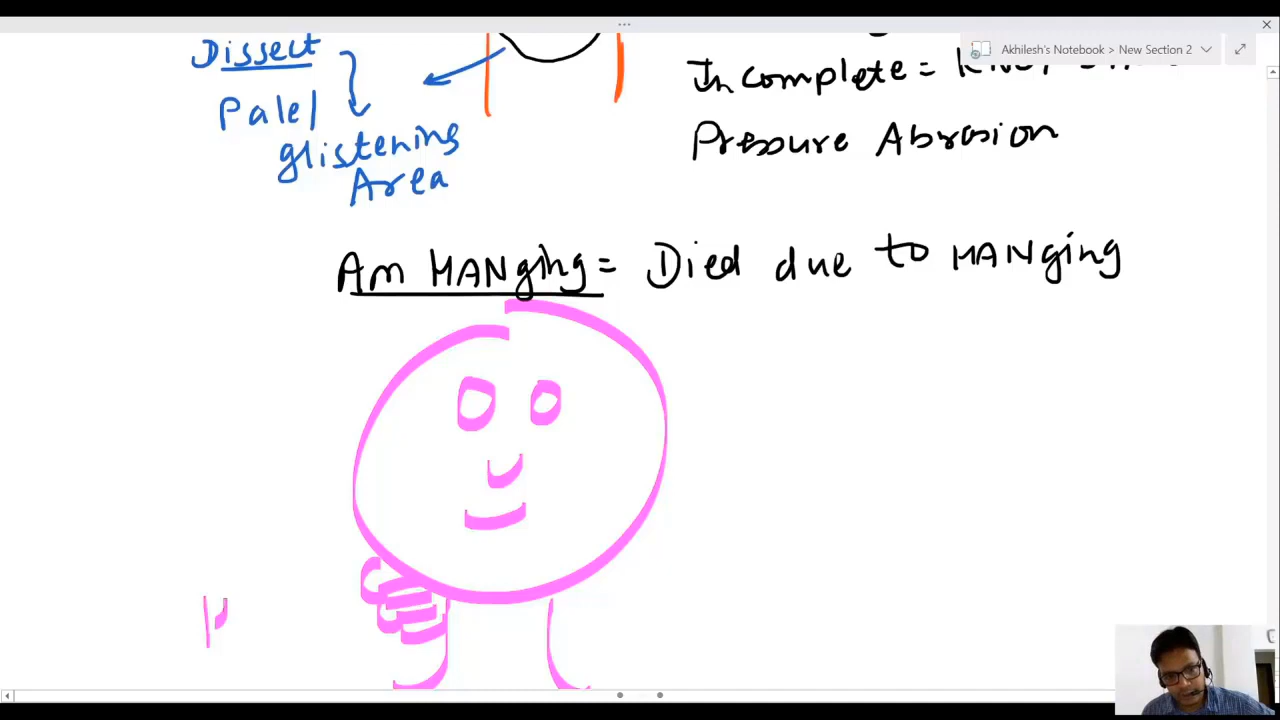 Akhilesh's Notebook > New Section 2
Dissect
Pale/
glistening
Area
Incomplete =
Pressure Abrasion
Am HANging = Died due to HANging